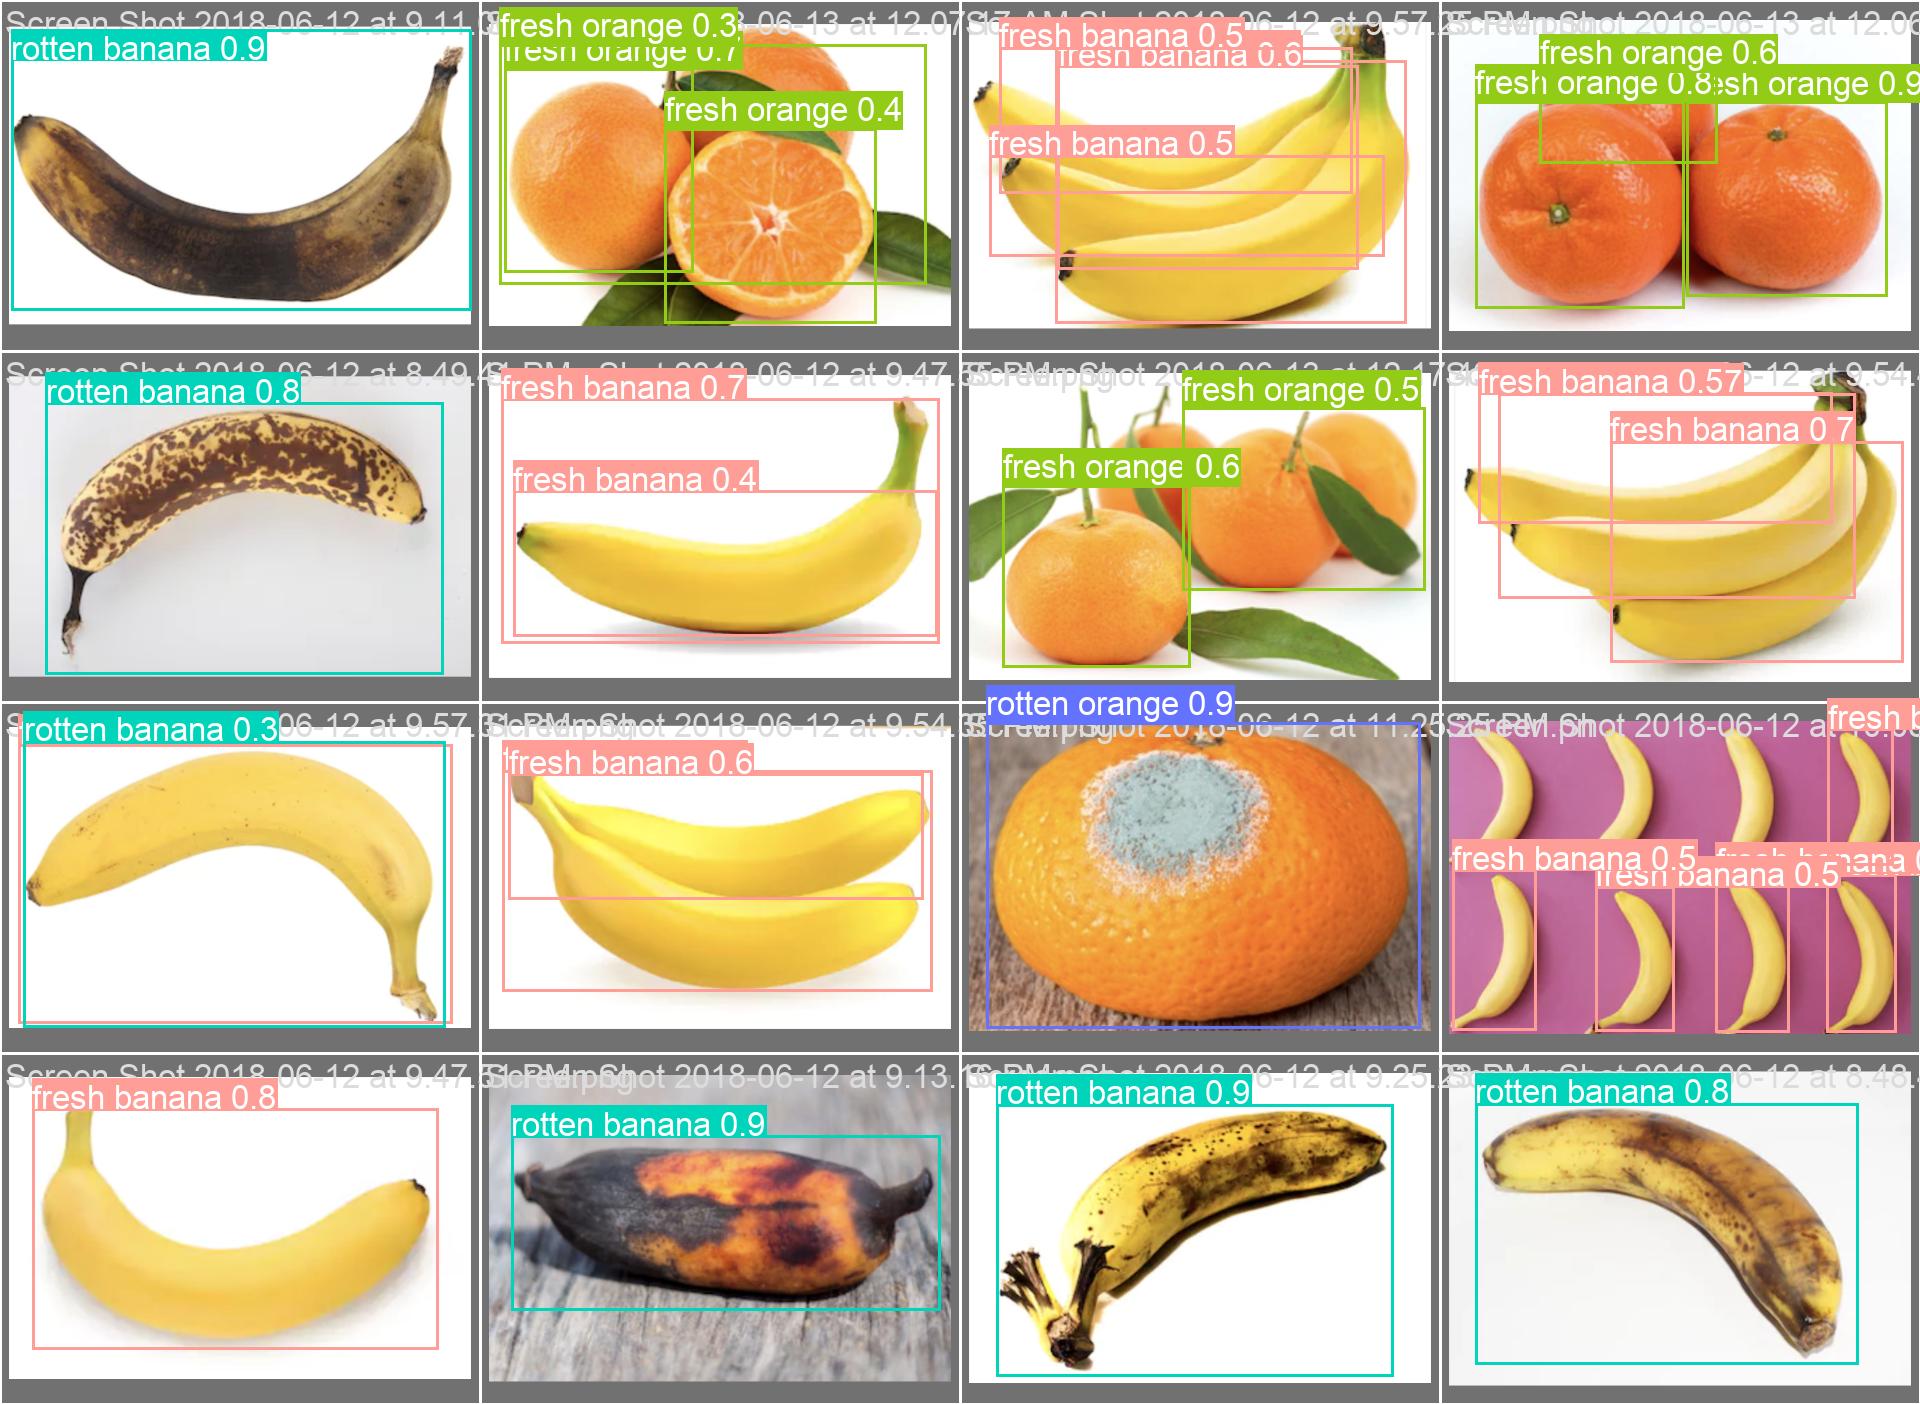 Screen Shot 2018-06-12 at 9.11.
rotten banana 0.9
fresh orange 0.3
-06-13 at 12.07
fresh orange 0.7
fresh orange 0.4
06-12 at 9.57.
fresh banana 0.5
fresh banana 0.6
fresh banana 0.5
Shot 2018-06-13 at 12.0
fresh orange 0.6
fresh orange 0.8
esh orange 0.9
Screen Shot 2018-06-12 at 8.49.4
rotten banana 0.8
-06-12 at 9.47.
fresh banana 0.7
fresh banana 0.4
Shot 2018-06-13 at 12.17
fresh orange 0.5
fresh orange 0.6
-12 at 9.54.
fresh banana 0.57
fresh banana 0.7
06-12 at 9.57.
rotten banana 0.3
Shot 2018-06-12 at 9.54.
fresh banana 0.6
06-12 at 11.25
rotten orange 0.9
Shot 2018-06-12 at
fresh b
fresh banana 0.5
fresh banana
fresh banana 0.5
Screen Shot 2018-06-12 at 9.47.
fresh banana 0.8
Shot 2018-06-12 at 9.13.
rotten banana 0.9
06-12 at 9.25.
rotten banana 0.9
06-12 at 8.48.
rotten banana 0.8